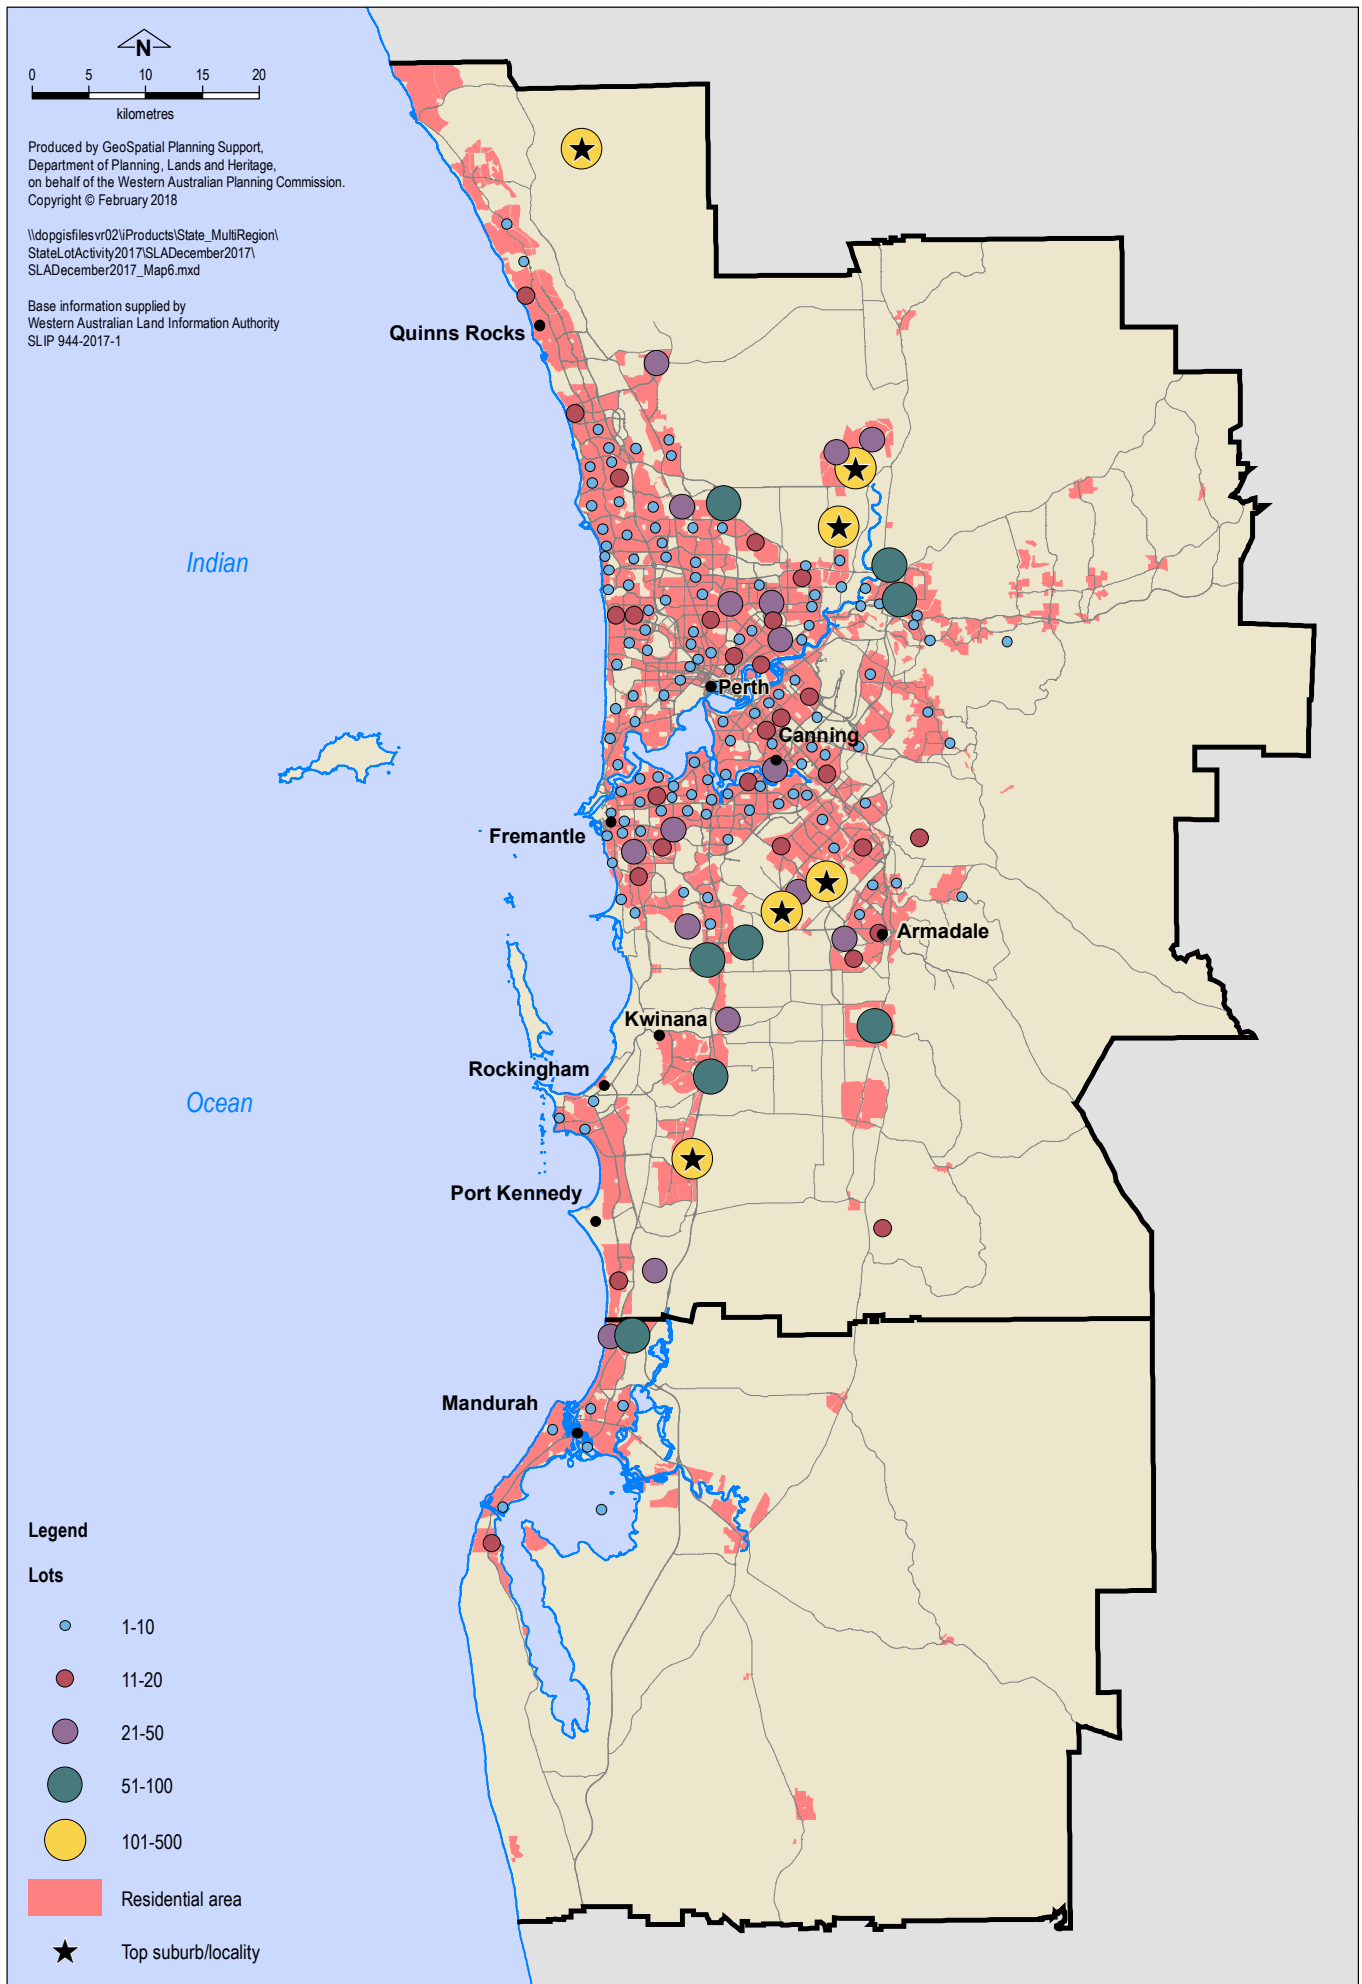 N
0 5 10 15 20
kilometres
Produced by GeoSpatial Planning Support,
Department of Planning, Lands and Heritage,
on behalf of the Western Australian Planning Commission.
Copyright © February 2018
\\dopgisfilesvr02\iProducts\State_MultiRegion\
StateLotActivity2017\SLADecember2017\
SLADecember2017_Map6.mxd
Base information supplied by
Western Australian Land Information Authority
SLIP 944-2017-1
Quinns Rocks
Indian
Perth
Canning
Fremantle
Armadale
Kwinana
Rockingham
Ocean
Port Kennedy
Mandurah
Legend
Lots
1-10
11-20
21-50
51-100
101-500
Residential area
Top suburb/locality